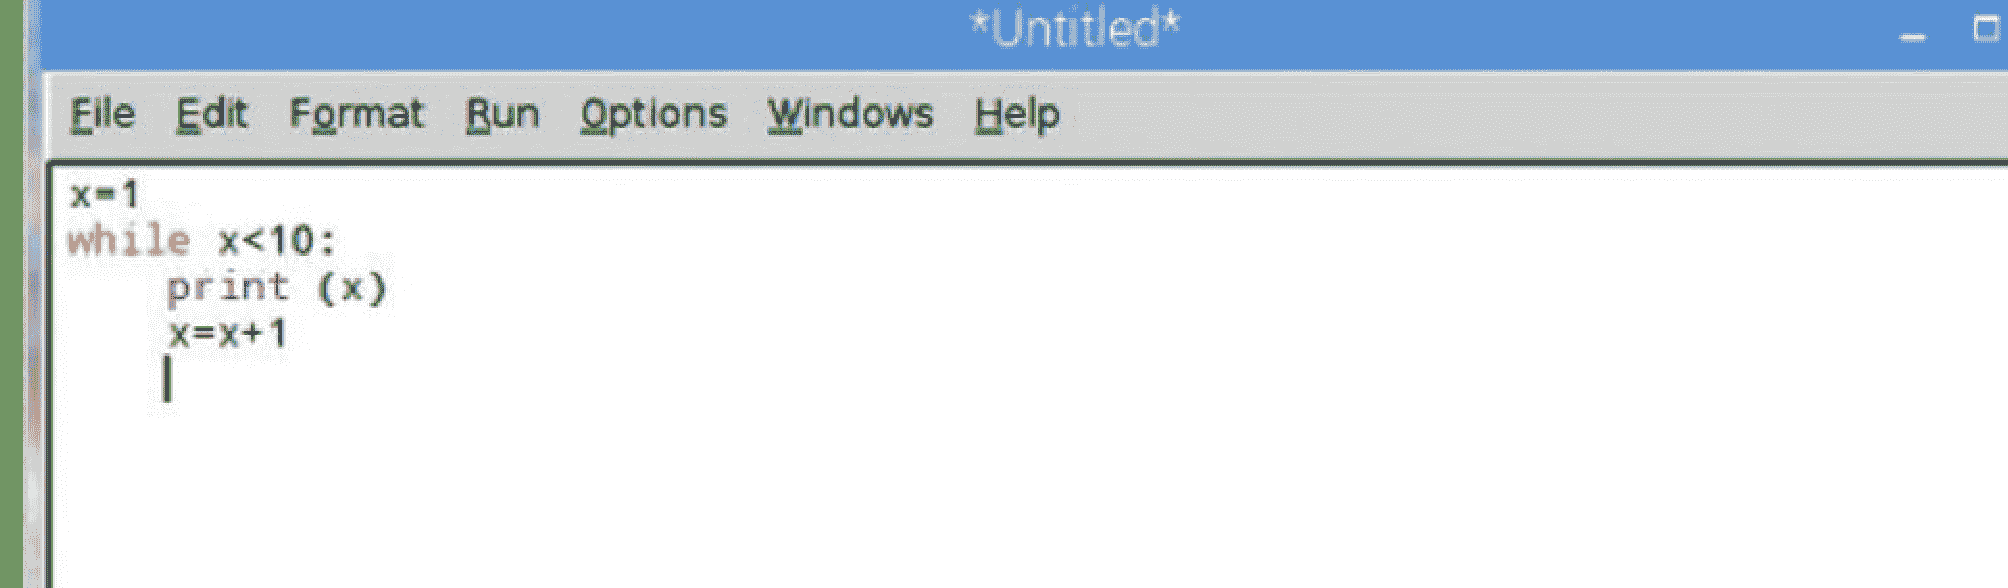 *Untitled*
File Edit Format Run Options Windows Help
x=1
while x<10:
    print (x)
    x=x+1